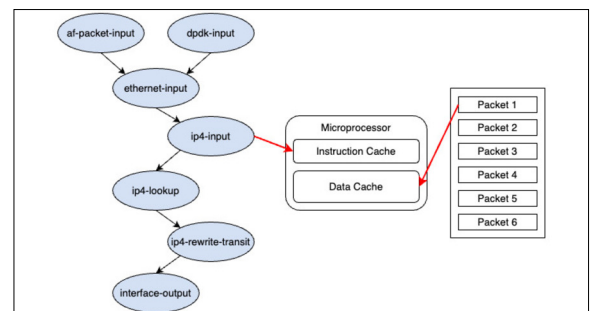 af-packet-input
dpdk-input
ethernet-input
ip4-input
ip4-lookup
ip4-rewrite-transit
interface-output
Microprocessor
Instruction Cache
Data Cache
Packet 1
Packet 2
Packet 3
Packet 4
Packet 5
Packet 6